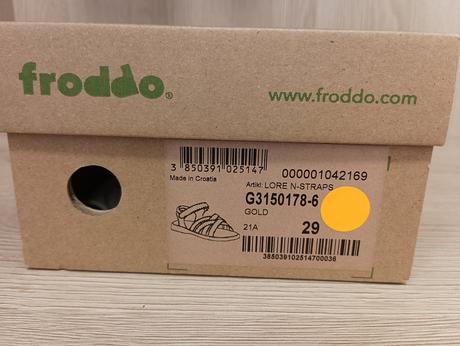 froddo®
www.froddo.com
3 850391 025147
000001042169
Made in Croatia
Artikl: LORE N-STRAPS
G3150178-6
GOLD
21A
29
38503910251470036